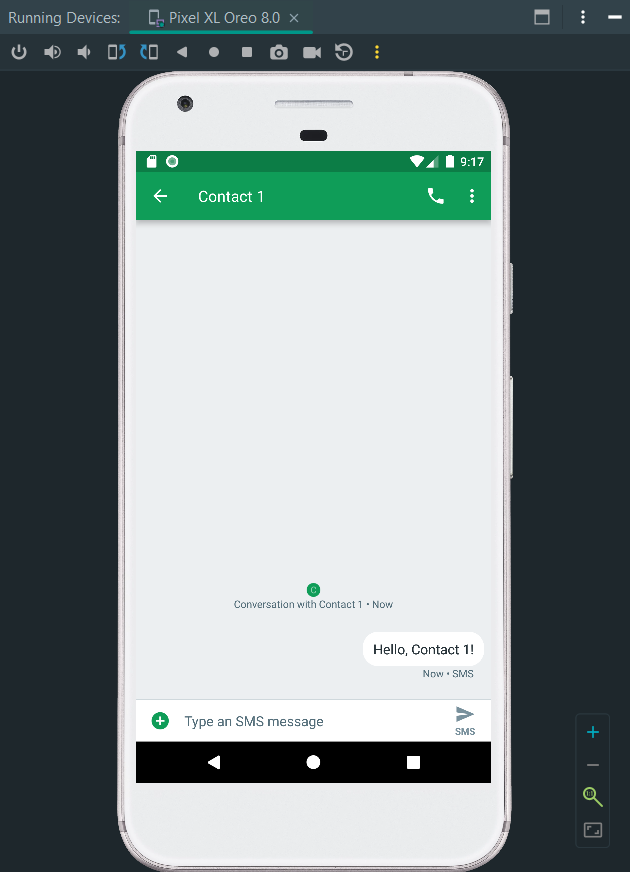 Running Devices: Pixel XL Oreo 8.0
9:17
Contact 1
C
Conversation with Contact 1 • Now
Hello, Contact 1!
Now • SMS
Type an SMS message
SMS